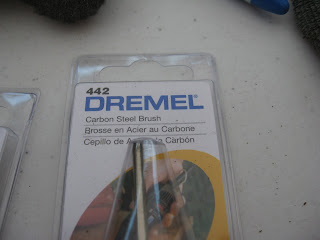 442
DREMEL
Carbon Steel Brush
Brosse en Acier au Carbone
Cepillo de Carbón